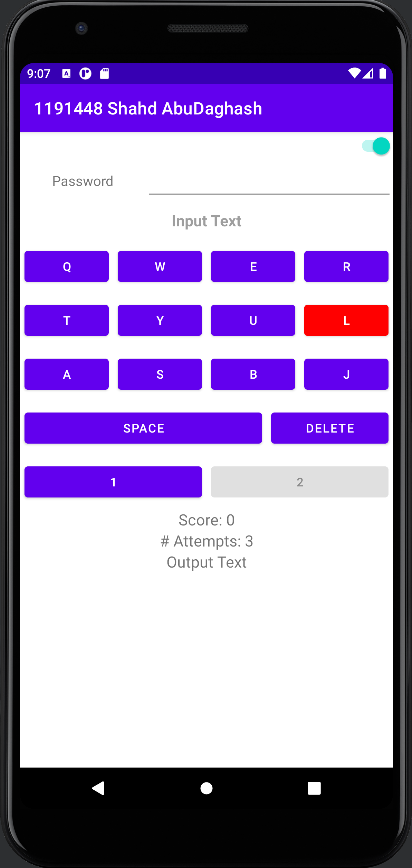 9:07 A
1191448 Shahd AbuDaghash
Password
Input Text
Q W E R
T Y U L
A S B J
SPACE DELETE
1 2
Score: 0
# Attempts: 3
Output Text